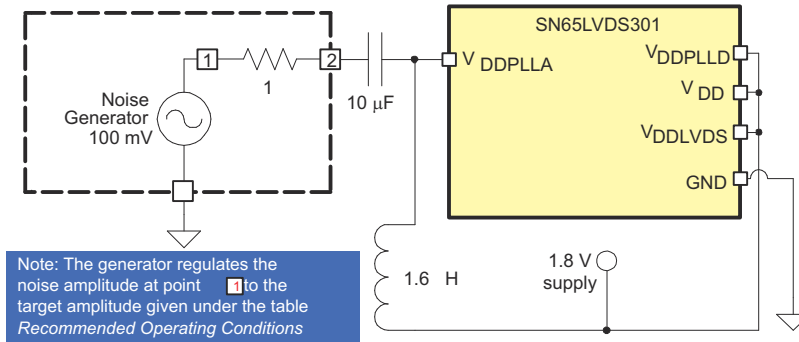 SN65LVDS301
V DDPLLA
VDDPLLD
V DD
VDDLVDS
GND
1
2
1
10 μF
Noise
Generator
100 mV
1.6 H
1.8 V
supply
Note: The generator regulates the
noise amplitude at point 1 to the
target amplitude given under the table
Recommended Operating Conditions